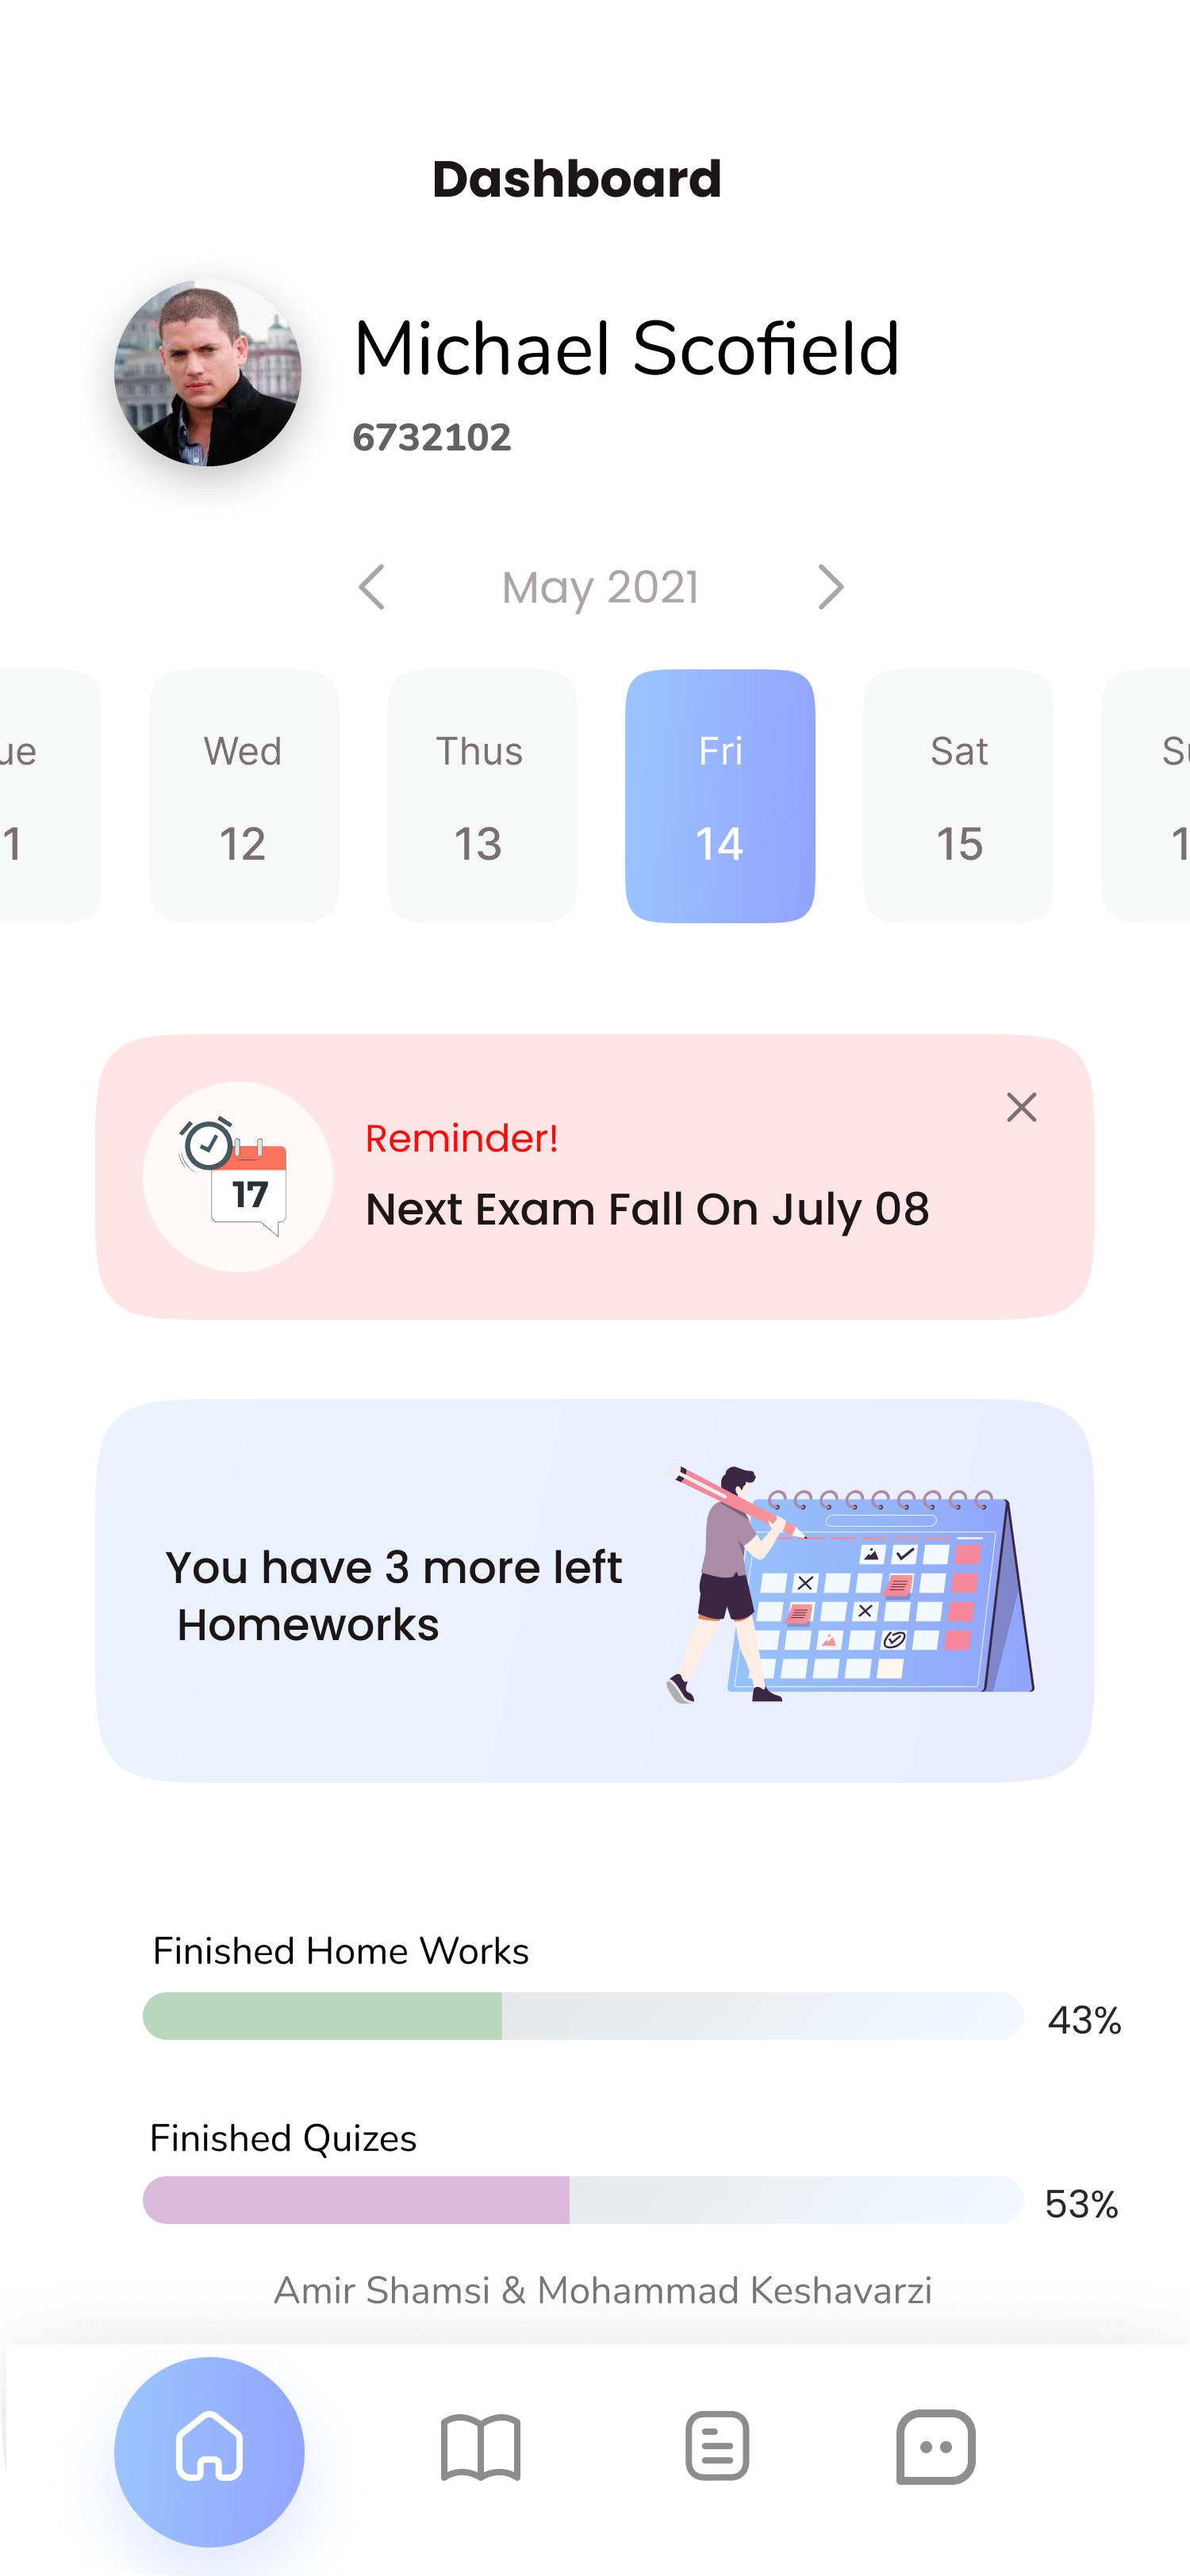 Dashboard
Michael Scofield
6732102
May 2021
ue Wed Thus Fri Sat Su
1 12 13 14 15 1
Reminder!
17
Next Exam Fall On July 08
You have 3 more left
Homeworks
Finished Home Works
43%
Finished Quizes
53%
Amir Shamsi & Mohammad Keshavarzi